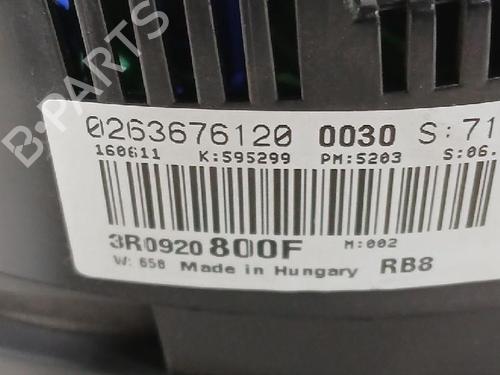 B-PARTS
0263676120 0030 S:71
160611 K:595299 PM:5203 S:06.
3R0920 800F M:002
W: 658 Made in Hungary RB8